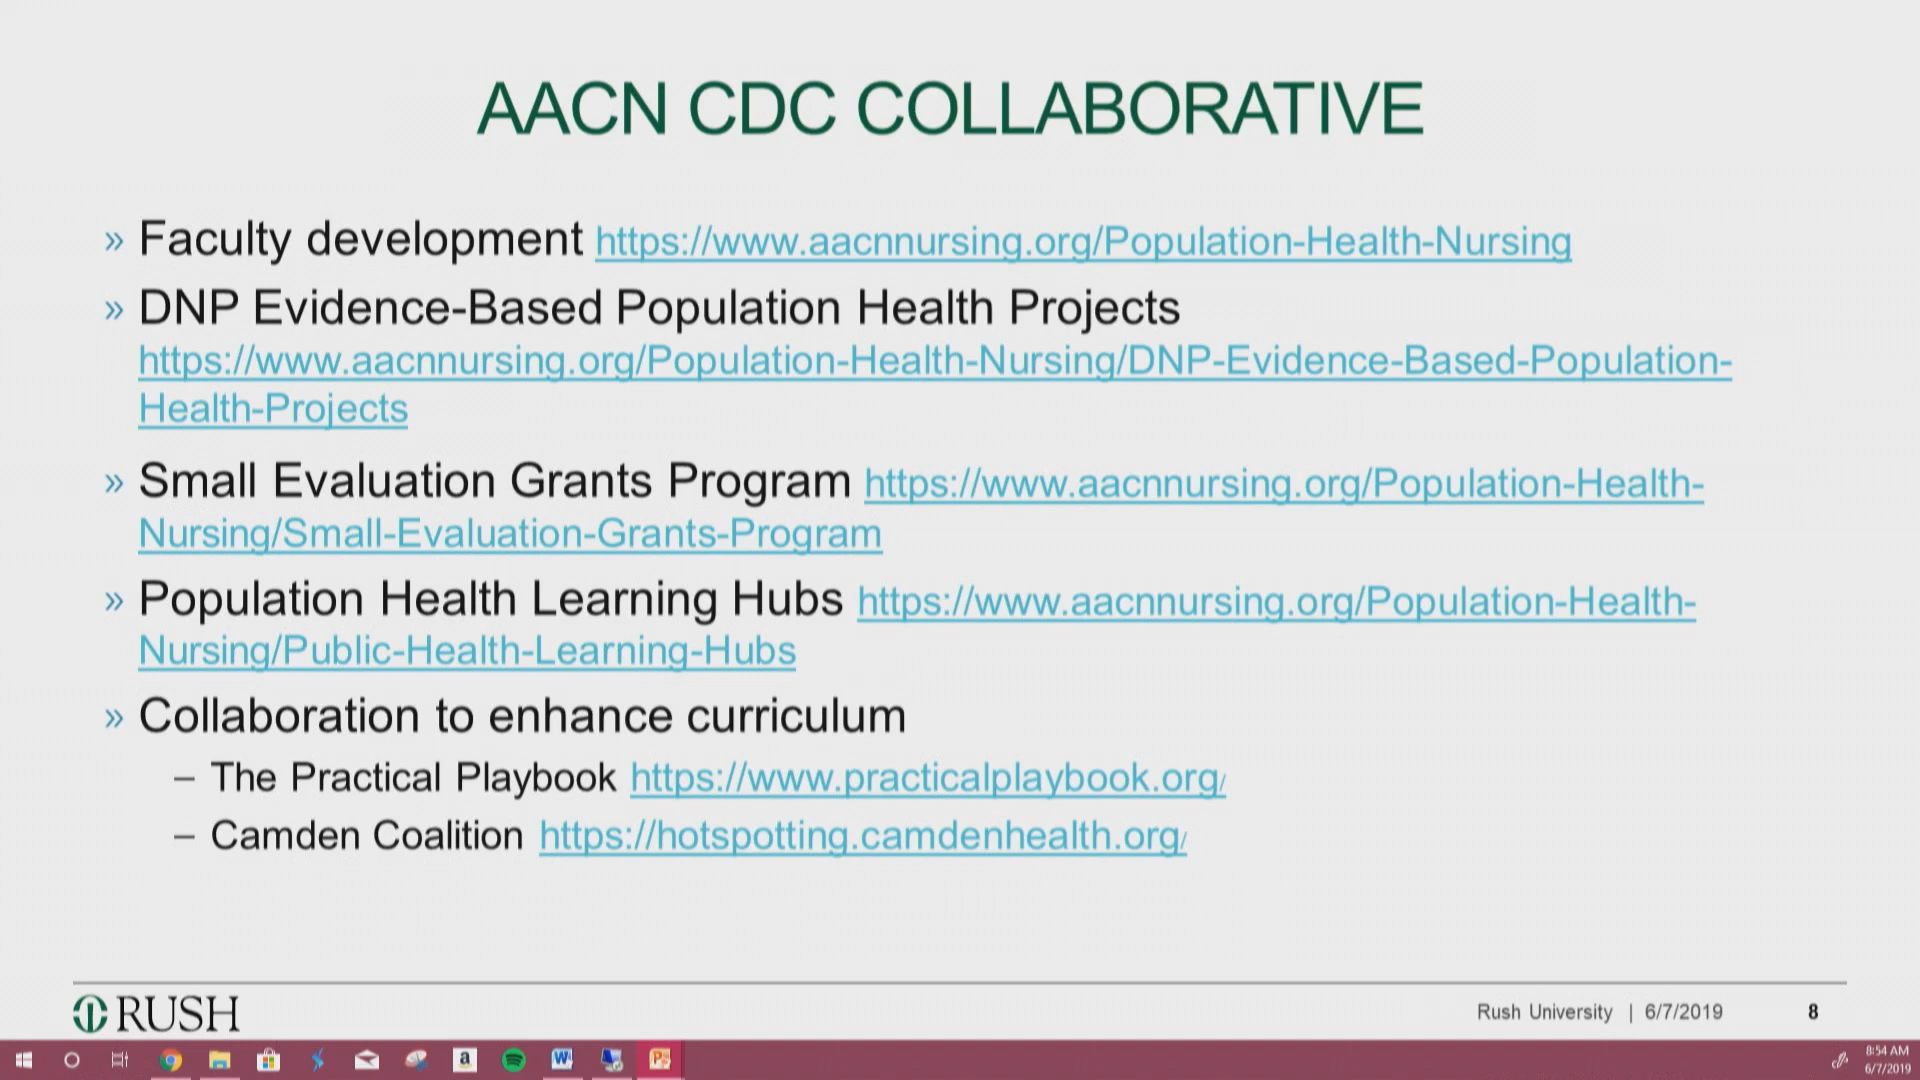 AACN CDC COLLABORATIVE
» Faculty development https://www.aacnnursing.org/Population-Health-Nursing
» DNP Evidence-Based Population Health Projects
https://www.aacnnursing.org/Population-Health-Nursing/DNP-Evidence-Based-Population-
Health-Projects
» Small Evaluation Grants Program https://www.aacnnursing.org/Population-Health-
Nursing/Small-Evaluation-Grants-Program
» Population Health Learning Hubs https://www.aacnnursing.org/Population-Health-
Nursing/Public-Health-Learning-Hubs
» Collaboration to enhance curriculum
– The Practical Playbook https://www.practicalplaybook.org/
– Camden Coalition https://hotspotting.camdenhealth.org/
RUSH
Rush University | 6/7/2019 8
8:54 AM
6/7/2019